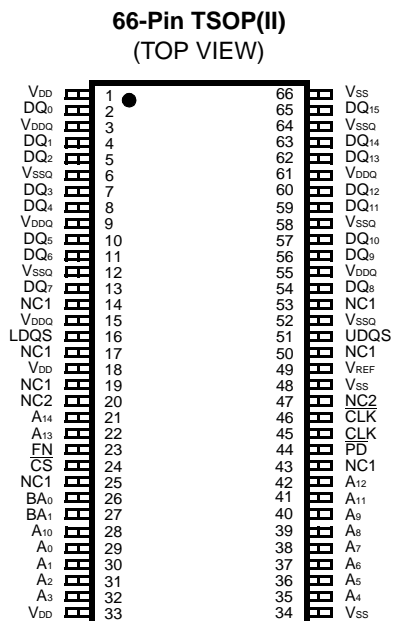 66-Pin TSOP(II)
(TOP VIEW)
VDD 1 66 VSS
DQ0 2 65 DQ15
VDDQ 3 64 VSSQ
DQ1 4 63 DQ14
DQ2 5 62 DQ13
VSSQ 6 61 VDDQ
DQ3 7 60 DQ12
DQ4 8 59 DQ11
VDDQ 9 58 VSSQ
DQ5 10 57 DQ10
DQ6 11 56 DQ9
VSSQ 12 55 VDDQ
DQ7 13 54 DQ8
NC1 14 53 NC1
VDDQ 15 52 VSSQ
LDQS 16 51 UDQS
NC1 17 50 NC1
VDD 18 49 VREF
NC1 19 48 VSS
NC2 20 47 NC2
A14 21 46 CLK
A13 22 45 CLK
FN 23 44 PD
CS 24 43 NC1
NC1 25 42 A12
BA0 26 41 A11
BA1 27 40 A9
A10 28 39 A8
A0 29 38 A7
A1 30 37 A6
A2 31 36 A5
A3 32 35 A4
VDD 33 34 VSS